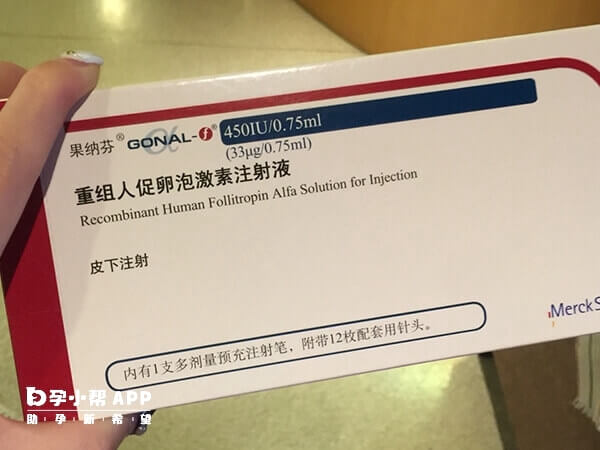 果纳芬® GONAL-f® 450IU/0.75ml
(33μg/0.75ml)
重组人促卵泡激素注射液
Recombinant Human Follitropin Alfa Solution for Injection
皮下注射
MerckS
内有1支多剂量预充注射笔，附带12枚配套用针头。
孕小帮 APP
助·孕·新·希·望